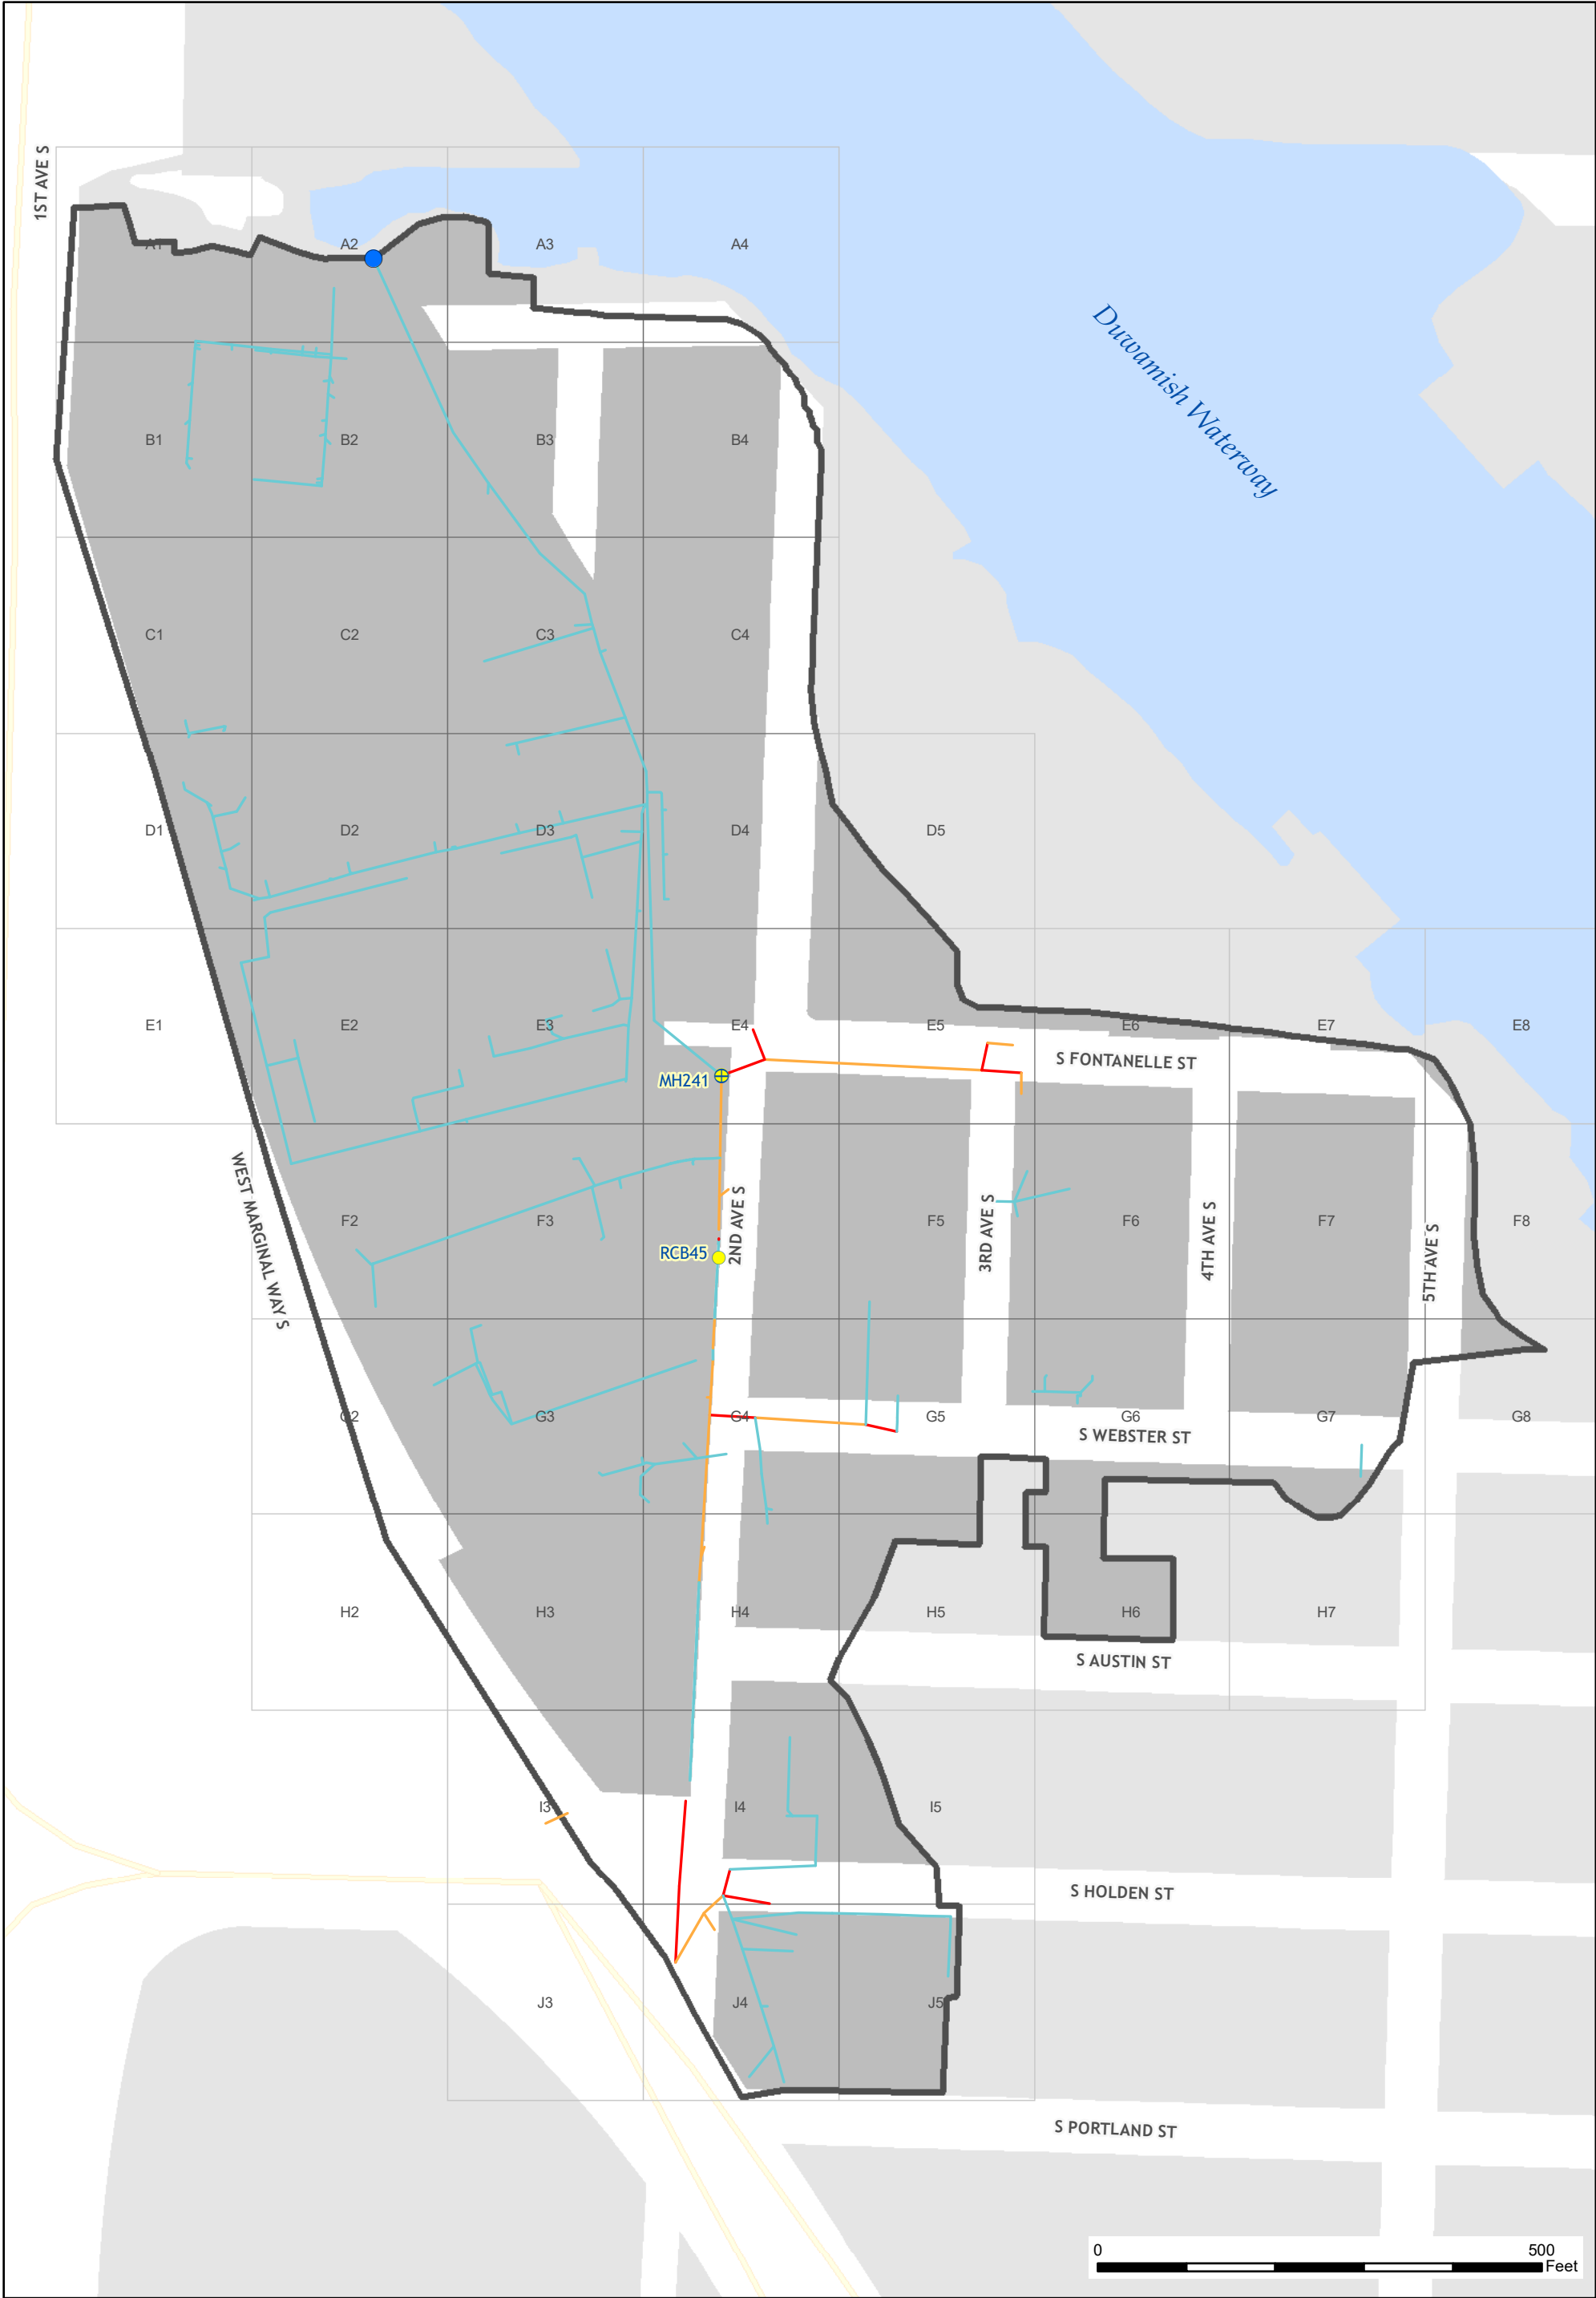 1ST AVE S
A1
A2
A3
A4
Duwamish Waterway
B1
B2
B3
B4
C1
C2
C3
C4
D1
D2
D3
D4
D5
E1
E2
E3
E4
E5
E6
E7
E8
S FONTANELLE ST
MH241
WEST MARGINAL WAY S
F2
F3
2ND AVE S
F5
3RD AVE S
F6
4TH AVE S
F7
5TH AVE S
F8
RCB45
G2
G3
G4
G5
G6
G7
G8
S WEBSTER ST
H2
H3
H4
H5
H6
H7
S AUSTIN ST
I3
I4
I5
S HOLDEN ST
J3
J4
J5
S PORTLAND ST
0
500
Feet